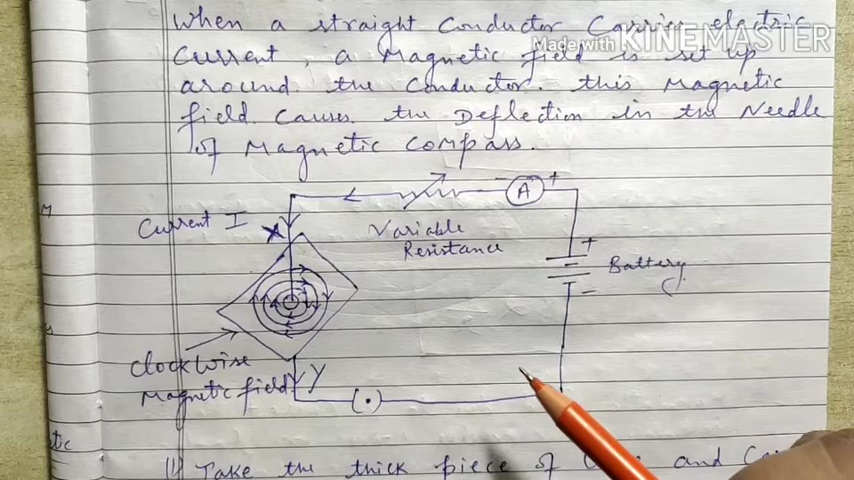 When a straight Conductor Carries electric
Current, a Magnetic field is set up
around the Conductor. this Magnetic
field Causes the Deflection in the Needle
of Magnetic Compass.
Made with KINEMASTER
- A +
Current I
X
Variable
Resistance
+
Battery
-
Clockwise
Magnetic field
Y
(·)
Take the thick piece of and